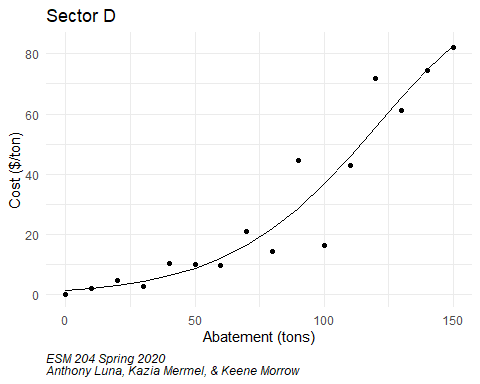 Sector D
80
60
40
20
0
Cost ($/ton)
0 50 100 150
Abatement (tons)
ESM 204 Spring 2020
Anthony Luna, Kazia Mermel, & Keene Morrow